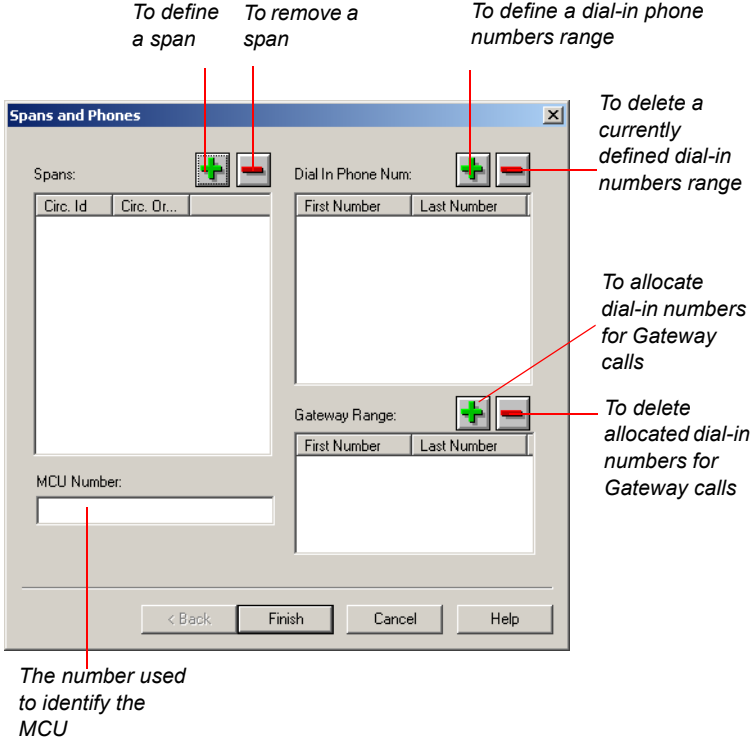 To define
a span
To remove a
span
To define a dial-in phone
numbers range
Spans and Phones
To delete a
currently
defined dial-in
numbers range
Spans:
Dial In Phone Num:
Circ. Id
Circ. Or...
First Number
Last Number
To allocate
dial-in numbers
for Gateway
calls
Gateway Range:
To delete
allocated dial-in
numbers for
Gateway calls
First Number
Last Number
MCU Number:
< Back
Finish
Cancel
Help
The number used
to identify the
MCU